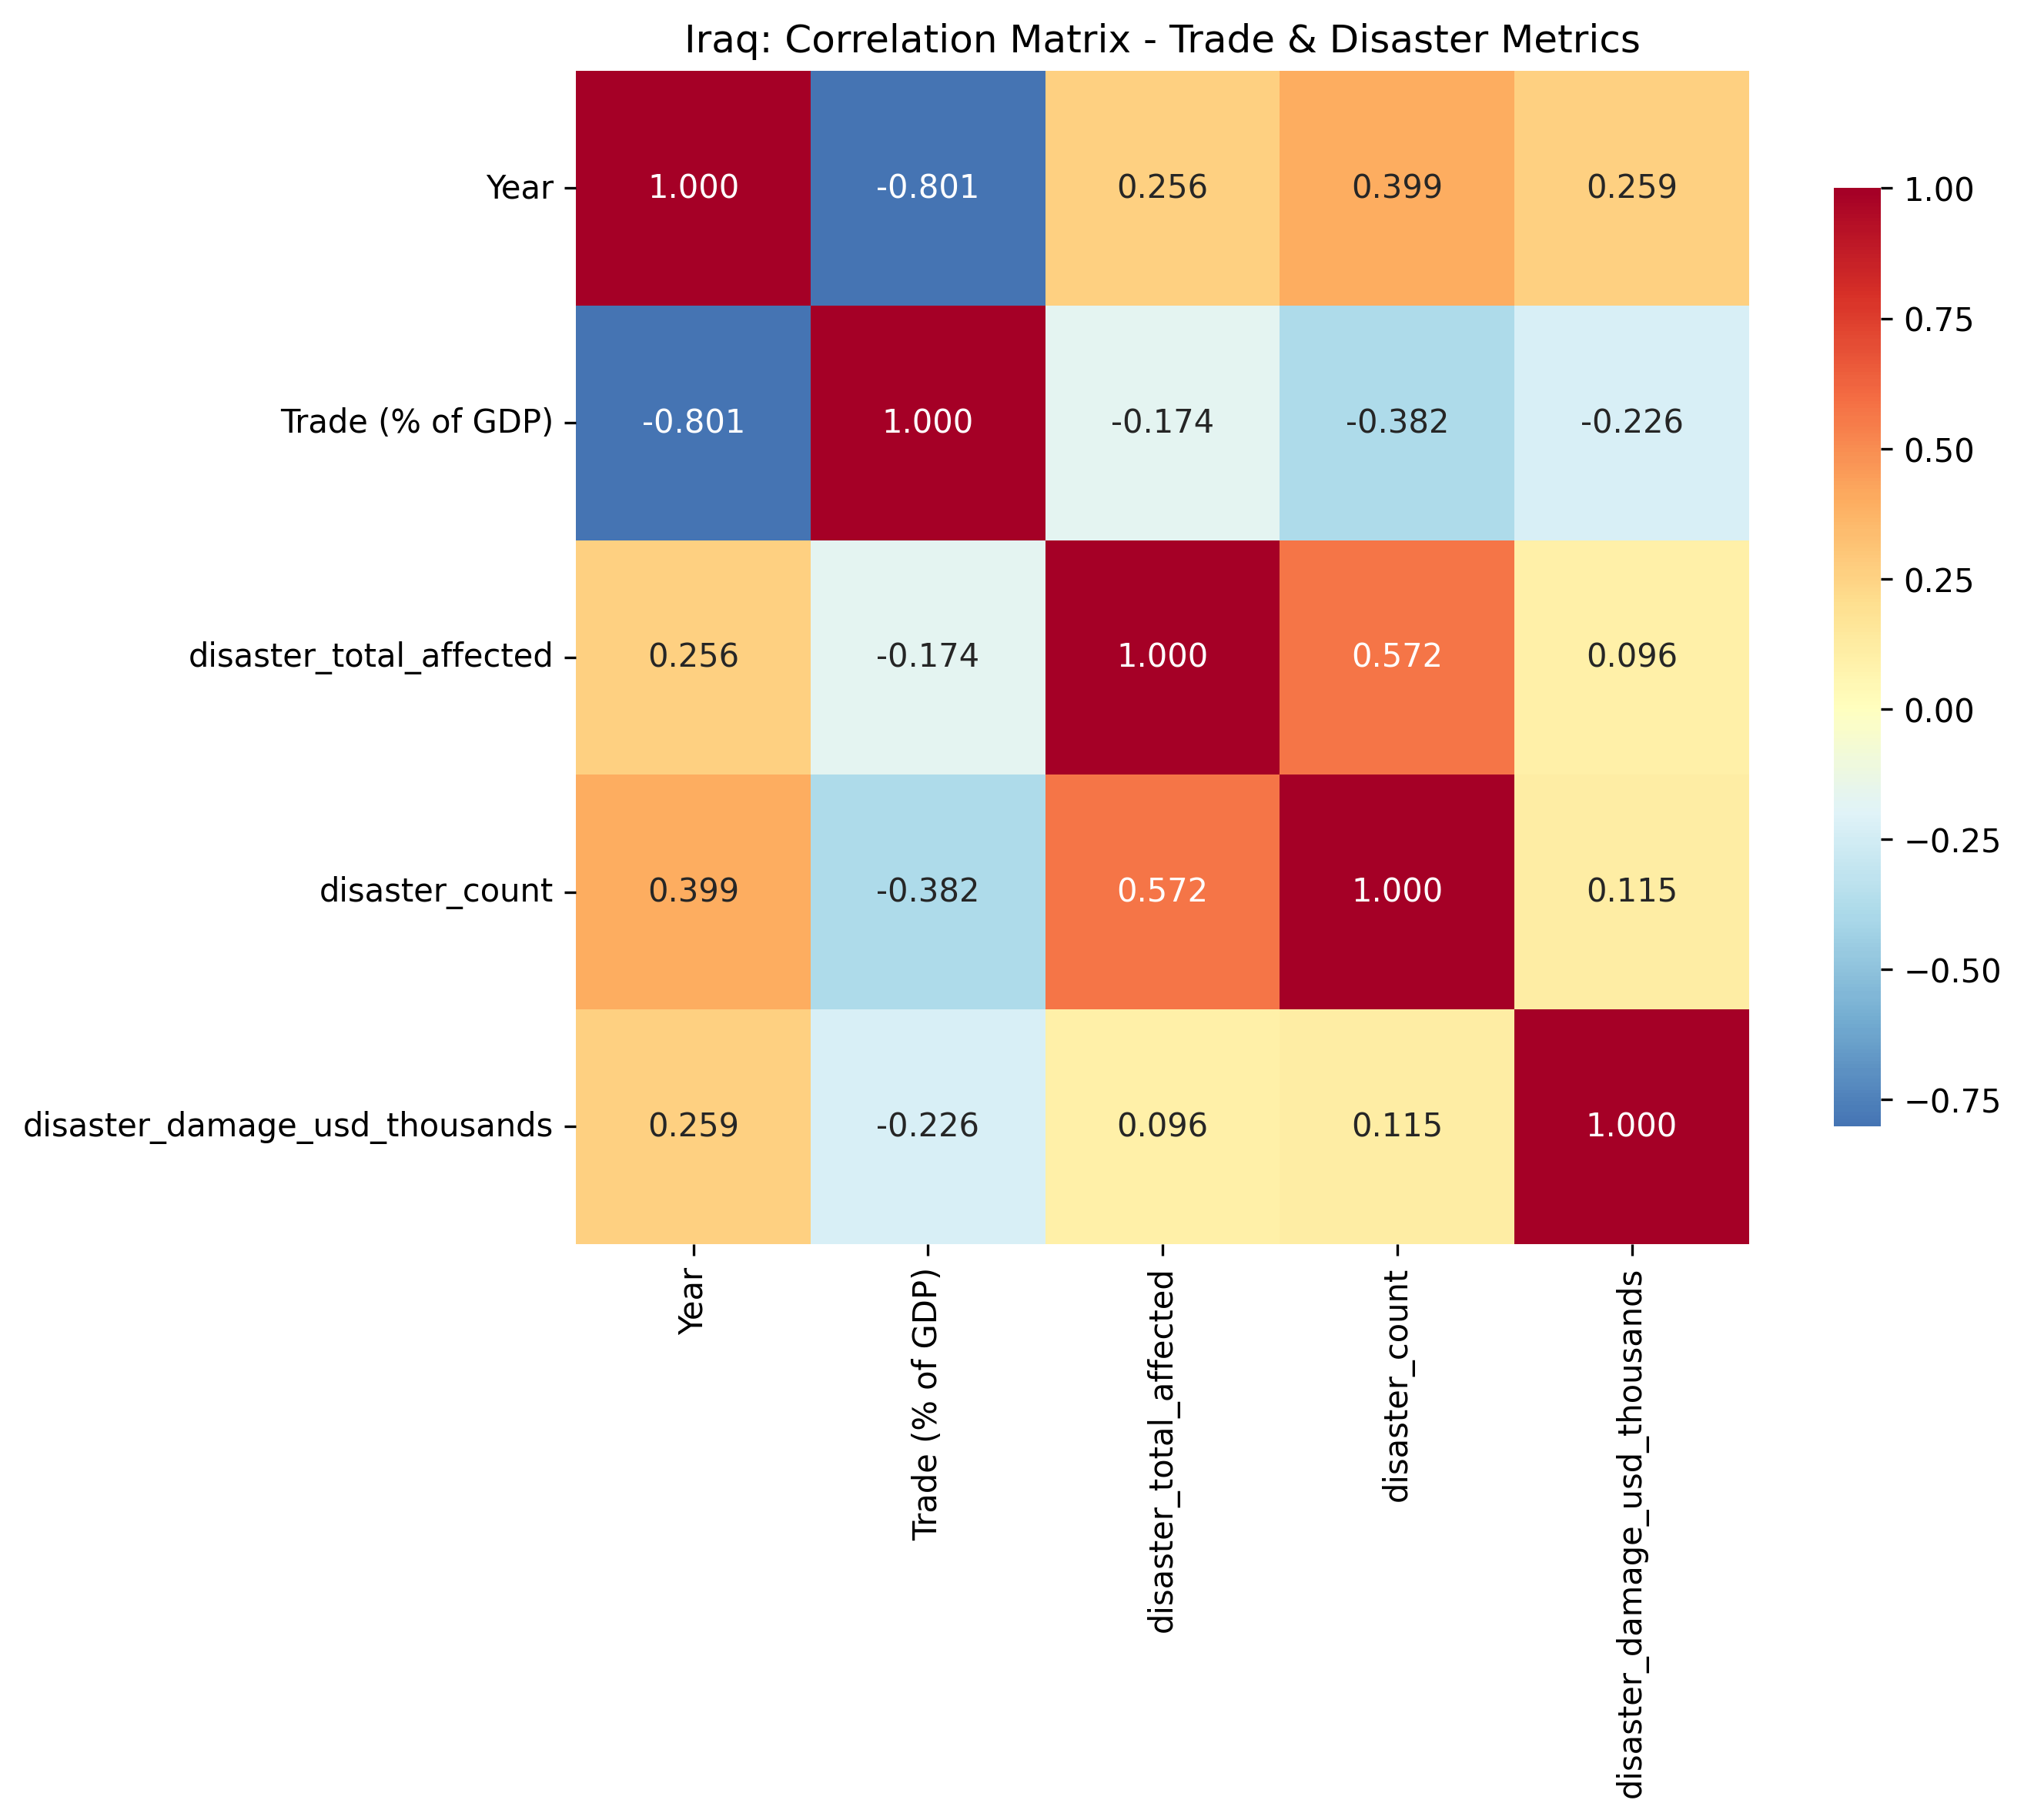 Iraq: Correlation Matrix - Trade & Disaster Metrics
Year
1.000 -0.801 0.256 0.399 0.259
Trade (% of GDP)
-0.801 1.000 -0.174 -0.382 -0.226
disaster_total_affected
0.256 -0.174 1.000 0.572 0.096
disaster_count
0.399 -0.382 0.572 1.000 0.115
disaster_damage_usd_thousands
0.259 -0.226 0.096 0.115 1.000
Year
Trade (% of GDP)
disaster_total_affected
disaster_count
disaster_damage_usd_thousands
1.00
0.75
0.50
0.25
0.00
−0.25
−0.50
−0.75